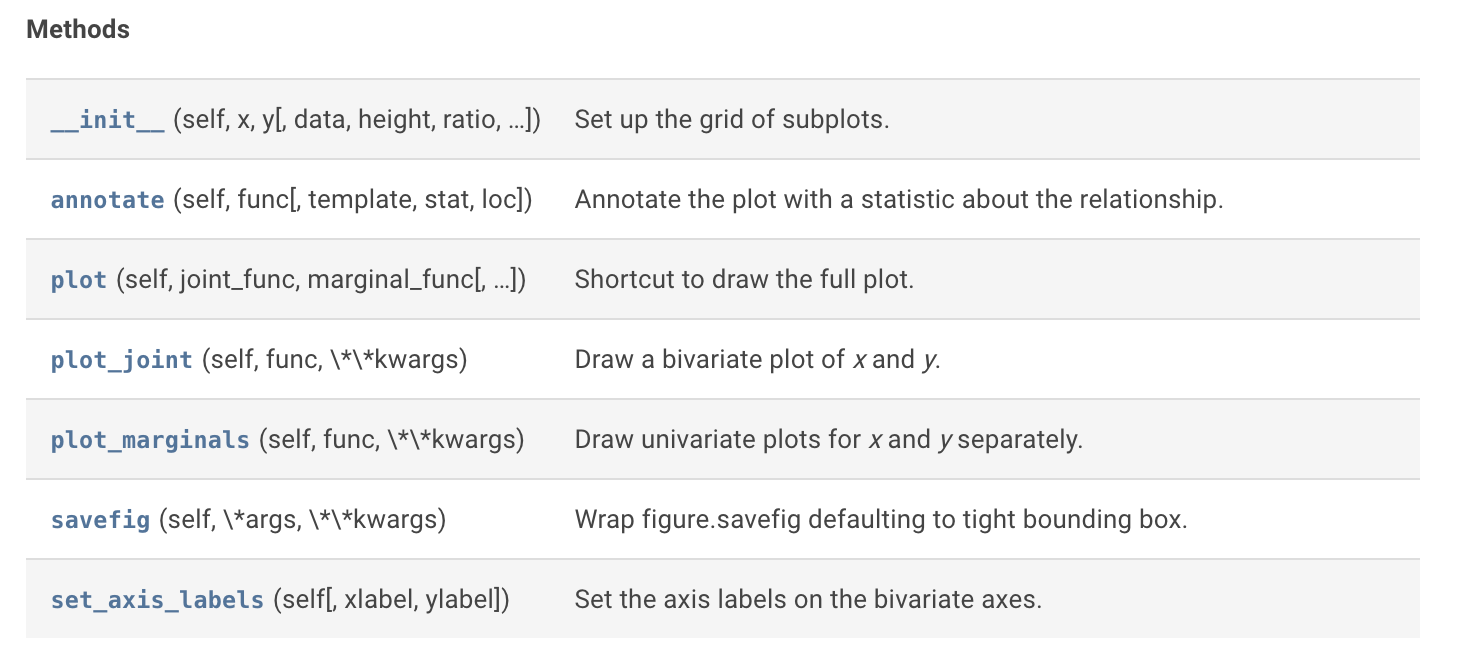 Methods
__init__ (self, x, y[, data, height, ratio, …]) Set up the grid of subplots.
annotate (self, func[, template, stat, loc]) Annotate the plot with a statistic about the relationship.
plot (self, joint_func, marginal_func[, …]) Shortcut to draw the full plot.
plot_joint (self, func, \*\*kwargs) Draw a bivariate plot of x and y.
plot_marginals (self, func, \*\*kwargs) Draw univariate plots for x and y separately.
savefig (self, \*args, \*\*kwargs) Wrap figure.savefig defaulting to tight bounding box.
set_axis_labels (self[, xlabel, ylabel]) Set the axis labels on the bivariate axes.